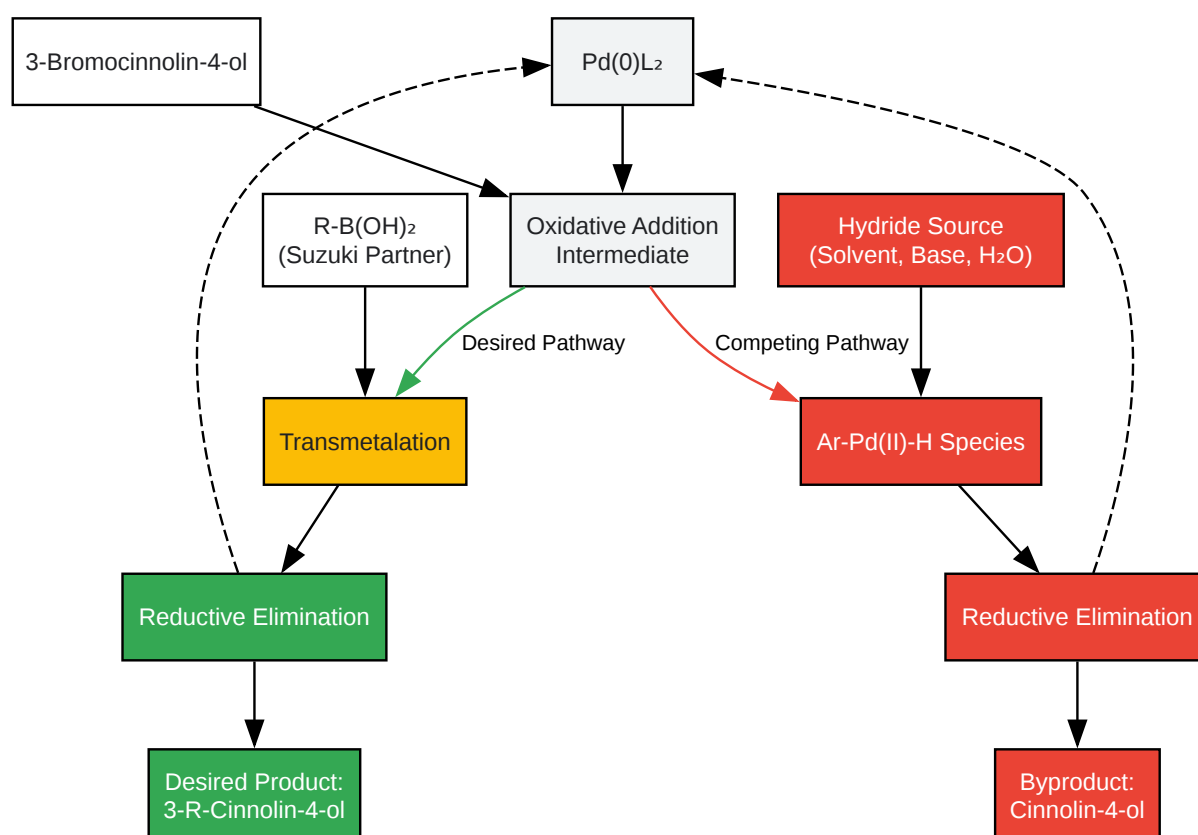 3-Bromocinnolin-4-ol
Pd(0)L₂
R-B(OH)₂
(Suzuki Partner)
Oxidative Addition
Intermediate
Hydride Source
(Solvent, Base, H₂O)
Desired Pathway
Competing Pathway
Transmetalation
Ar-Pd(II)-H Species
Reductive Elimination
Reductive Elimination
Desired Product:
3-R-Cinnolin-4-ol
Byproduct:
Cinnolin-4-ol